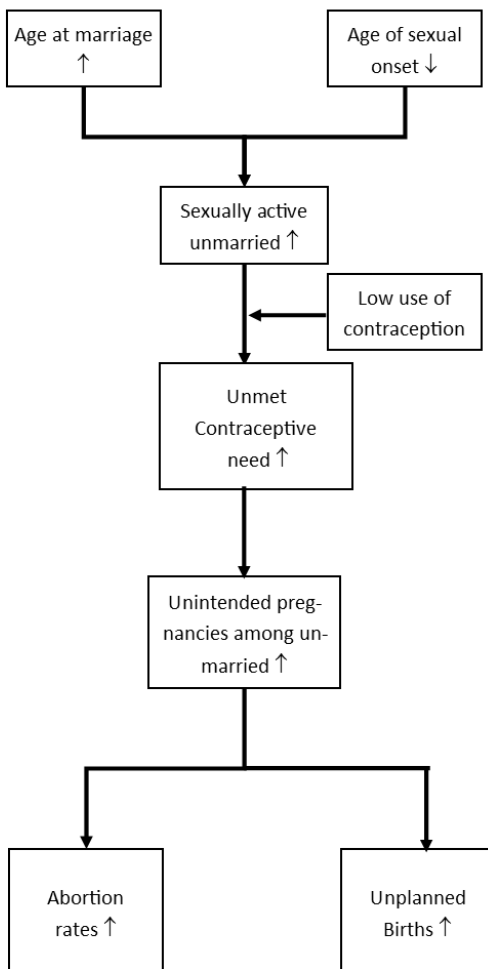 Age at marriage
↑
Age of sexual
onset ↓
Sexually active
unmarried ↑
Low use of
contraception
Unmet
Contraceptive
need ↑
Unintended preg-
nancies among un-
married ↑
Abortion
rates ↑
Unplanned
Births ↑